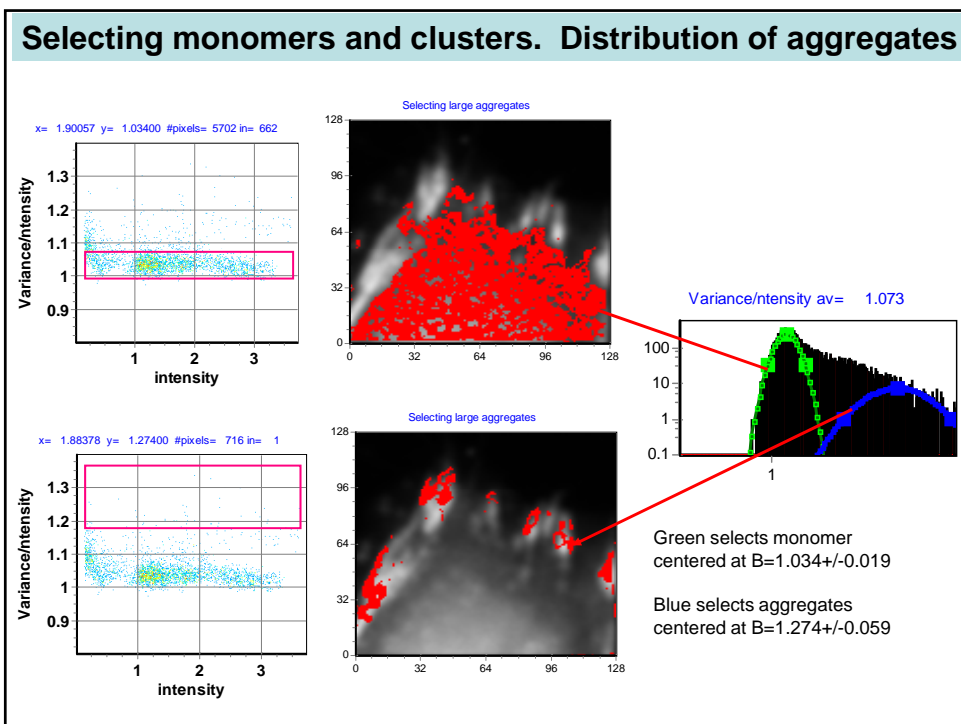 Selecting monomers and clusters. Distribution of aggregates
x= 1.90057 y= 1.03400 #pixels= 5702 in= 662
Variance/ntensity
1.3
1.2
1.1
1
0.9
1 2 3
intensity
Selecting large aggregates
128
96
64
32
0
0 32 64 96 128
Variance/ntensity av= 1.073
100
10
1
0.1
1
x= 1.88378 y= 1.27400 #pixels= 716 in= 1
Variance/ntensity
1.3
1.2
1.1
1
0.9
1 2 3
intensity
Selecting large aggregates
128
96
64
32
0
0 32 64 96 128
Green selects monomer
centered at B=1.034+/-0.019
Blue selects aggregates
centered at B=1.274+/-0.059